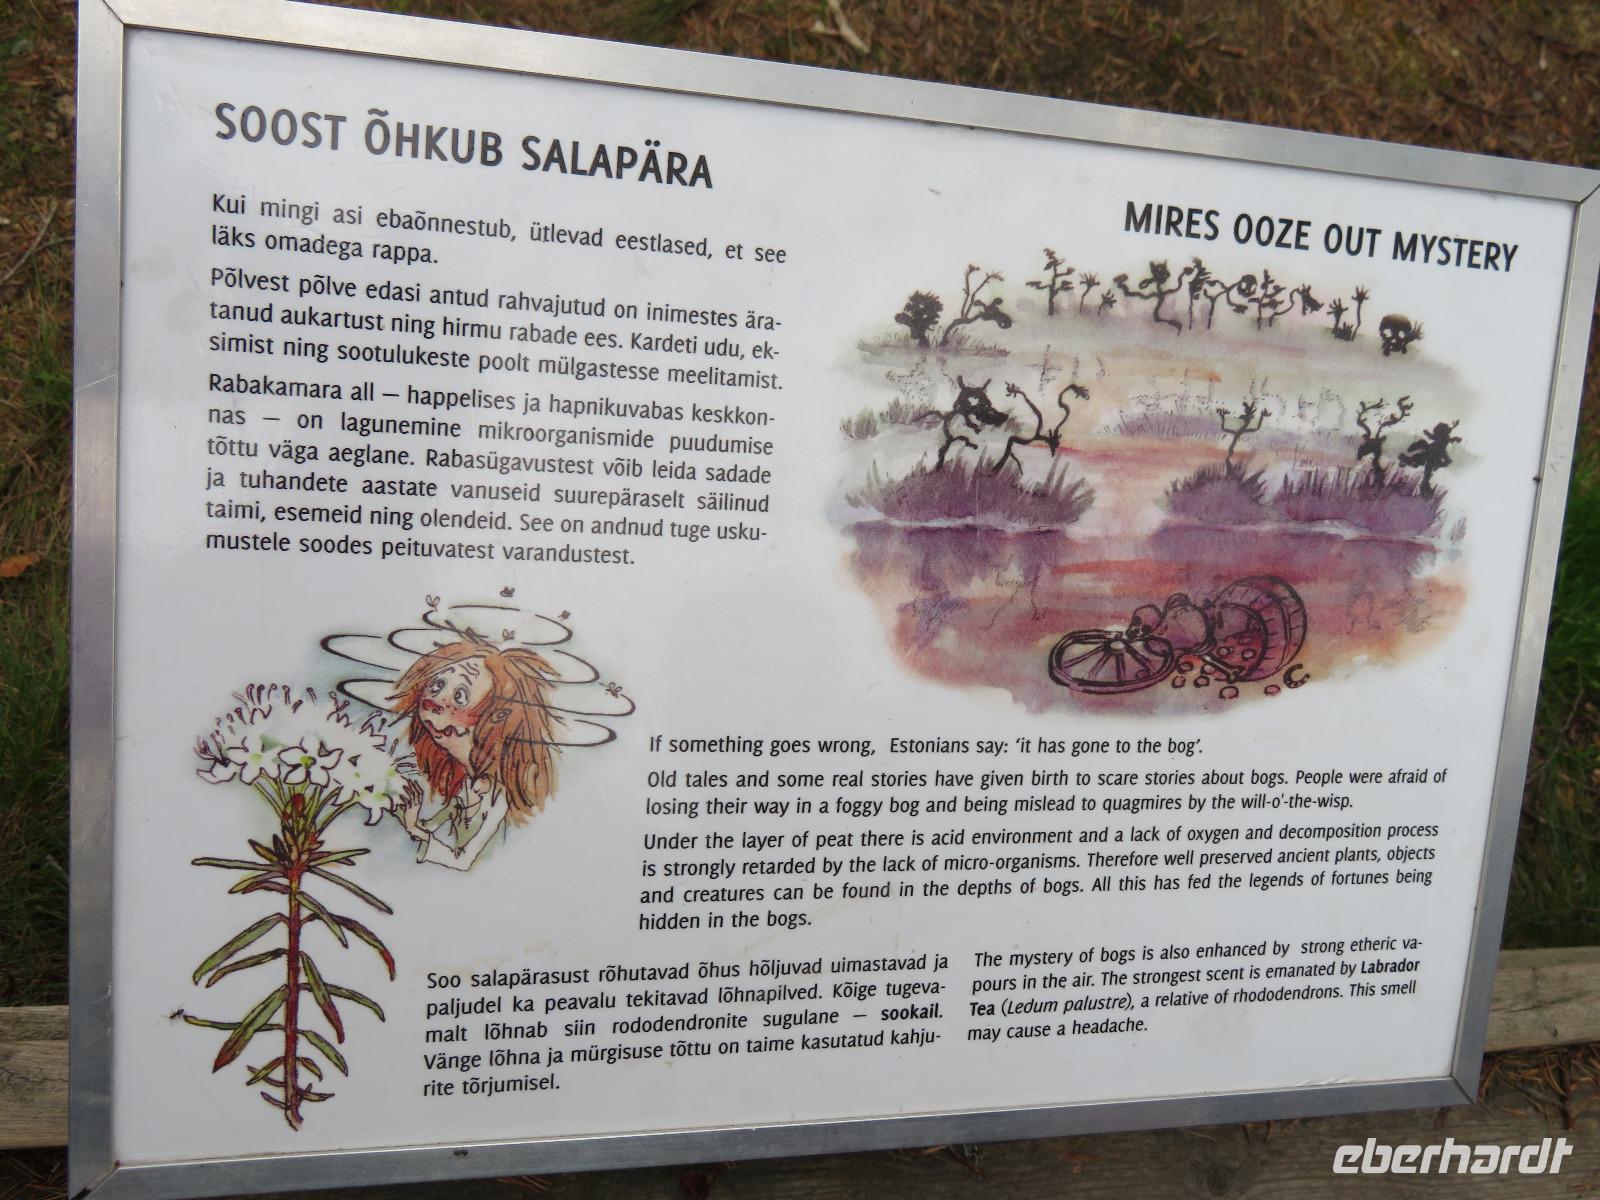 SOOST ÕHKUB SALAPÄRA
Kui mingi asi ebaõnnestub, ütlevad eestlased, et see
läks omadega rappa.
Põlvest põlve edasi antud rahvajutud on inimestes ära-
tanud aukartust ning hirmu rabade ees. Kardeti udu, ek-
simist ning sootulukeste poolt mülgastesse meelitamist.
Rabakamara all – happelises ja hapnikuvabas keskkon-
nas – on lagunemine mikroorganismide puudumise
tõttu väga aeglane. Rabasügavustest võib leida sadade
ja tuhandete aastate vanuseid suurepäraselt säilinud
taimi, esemeid ning olendeid. See on andnud tuge usku-
mustele soodes peituvatest varandustest.
MIRES OOZE OUT MYSTERY
If something goes wrong, Estonians say: 'it has gone to the bog'.
Old tales and some real stories have given birth to scare stories about bogs. People were afraid of
losing their way in a foggy bog and being mislead to quagmires by the will-o'-the-wisp.
Under the layer of peat there is acid environment and a lack of oxygen and decomposition process
is strongly retarded by the lack of micro-organisms. Therefore well preserved ancient plants, objects
and creatures can be found in the depths of bogs. All this has fed the legends of fortunes being
hidden in the bogs.
Soo salapärasust rõhutavad õhus hõljuvad uimastavad ja
paljudel ka peavalu tekitavad lõhnapilved. Kõige tugeva-
malt lõhnab siin rododendronite sugulane – sookail.
Vänge lõhna ja mürgisuse tõttu on taime kasutatud kahju-
rite tõrjumisel.
The mystery of bogs is also enhanced by strong etheric va-
pours in the air. The strongest scent is emanated by Labrador
Tea (Ledum palustre), a relative of rhododendrons. This smell
may cause a headache.
eberhardt